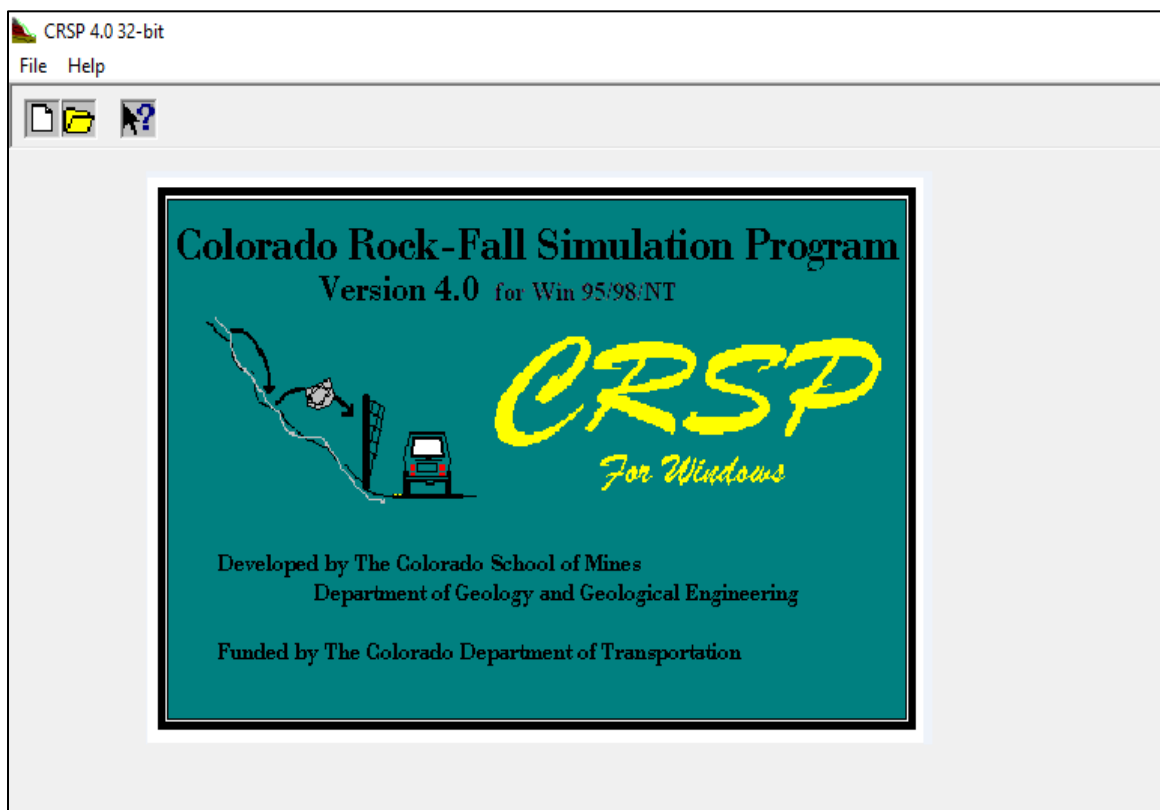 CRSP 4.0 32-bit
File Help
?
Colorado Rock-Fall Simulation Program
Version 4.0 for Win 95/98/NT
CRSP
For Windows
Developed by The Colorado School of Mines
Department of Geology and Geological Engineering
Funded by The Colorado Department of Transportation